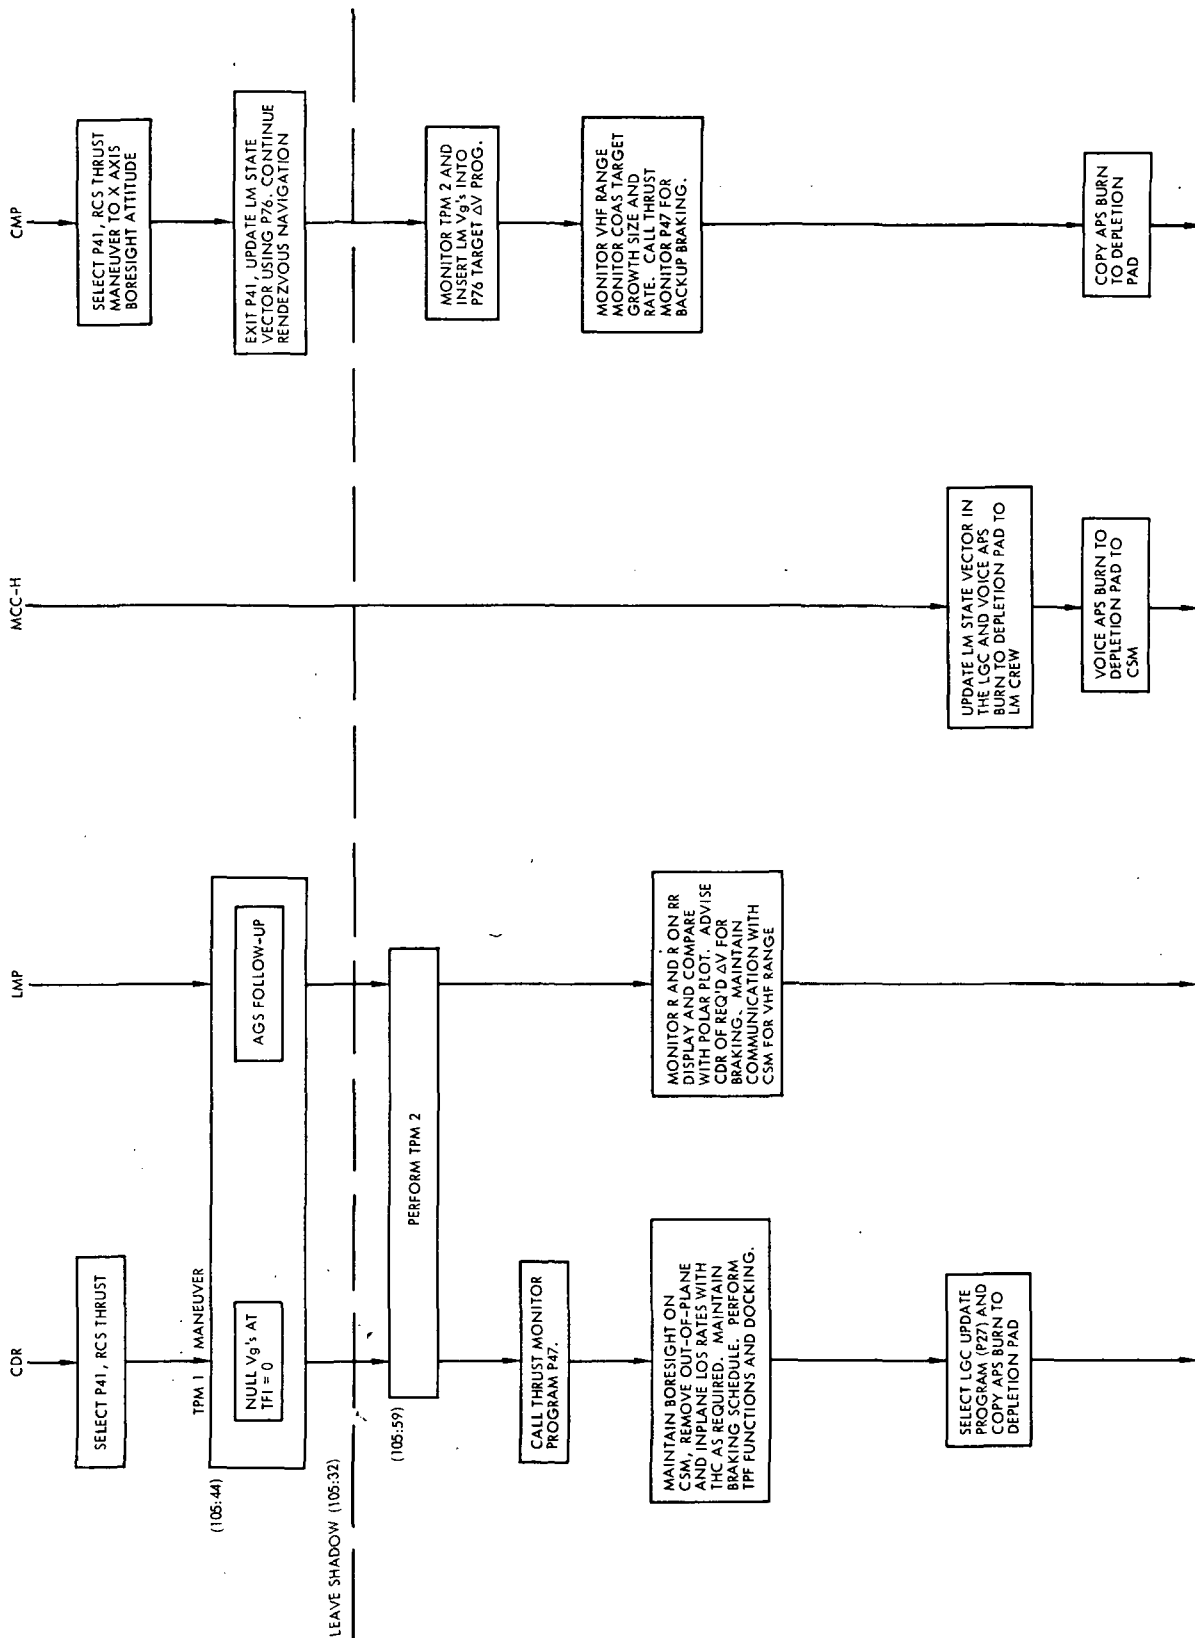 CDR
SELECT P41, RCS THRUST
TPM 1 MANEUVER
(105:44)
NULL Vg's AT
TFI = 0
LEAVE SHADOW (105:32)
(105:59)
PERFORM TPM 2
CALL THRUST MONITOR
PROGRAM P47.
MAINTAIN BORESIGHT ON
CSM, REMOVE OUT-OF-PLANE
AND INPLANE LOS RATES WITH
THC AS REQUIRED. MAINTAIN
BRAKING SCHEDULE. PERFORM
TPF FUNCTIONS AND DOCKING.
SELECT LGC UPDATE
PROGRAM (P27) AND
COPY APS BURN TO
DEPLETION PAD
LMP
AGS FOLLOW-UP
MONITOR R AND R ON RR
DISPLAY AND COMPARE
WITH POLAR PLOT. ADVISE
CDR OF REQ'D ΔV FOR
BRAKING. MAINTAIN
COMMUNICATION WITH
CSM FOR VHF RANGE
MCC-H
UPDATE LM STATE VECTOR IN
THE LGC AND VOICE APS
BURN TO DEPLETION PAD TO
LM CREW
VOICE APS BURN TO
DEPLETION PAD TO
CSM
CMP
SELECT P41, RCS THRUST
MANEUVER TO X AXIS
BORESIGHT ATTITUDE
EXIT P41, UPDATE LM STATE
VECTOR USING P76. CONTINUE
RENDEZVOUS NAVIGATION
MONITOR TPM 2 AND
INSERT LM Vg's INTO
P76 TARGET ΔV PROG.
MONITOR VHF RANGE
MONITOR COAS TARGET
GROWTH SIZE AND
RATE. CALL THRUST
MONITOR P47 FOR
BACKUP BRAKING.
COPY APS BURN
TO DEPLETION
PAD